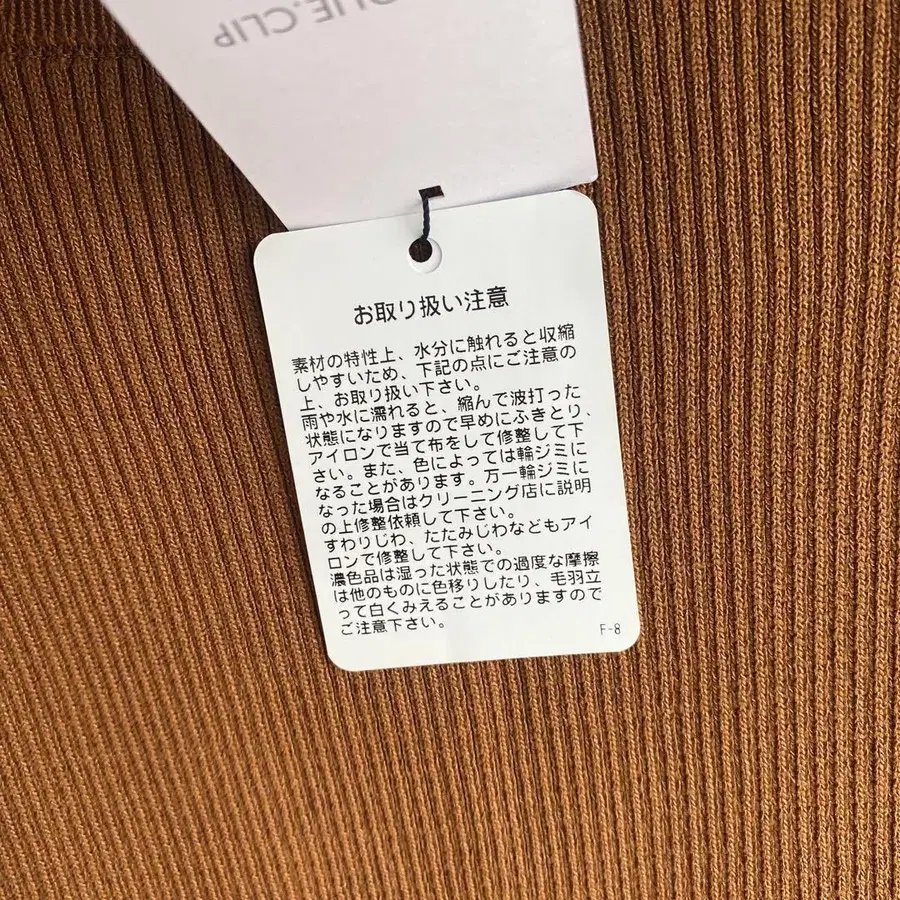 UE.CLIP
お取り扱い注意
素材の特性上、水分に触れると収縮
しやすいため、下記の点にご注意の
上、お取り扱い下さい。
雨や水に濡れると、縮んで波打った
状態になりますので早めにふきとり、
アイロンで当て布をして修整して下
さい。また、色によっては輪ジミに
なることがあります。万一輪ジミに
なった場合はクリーニング店に説明
の上修整依頼して下さい。
すわりじわ、たたみじわなどもアイ
ロンで修整して下さい。
濃色品は湿った状態での過度な摩擦
は他のものに色移りしたり、毛羽立
って白くみえることがありますので
ご注意下さい。
F-8